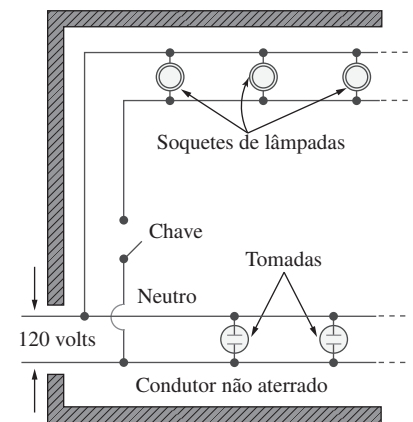 Soquetes de lâmpadas
Chave
Tomadas
Neutro
120 volts
Condutor não aterrado